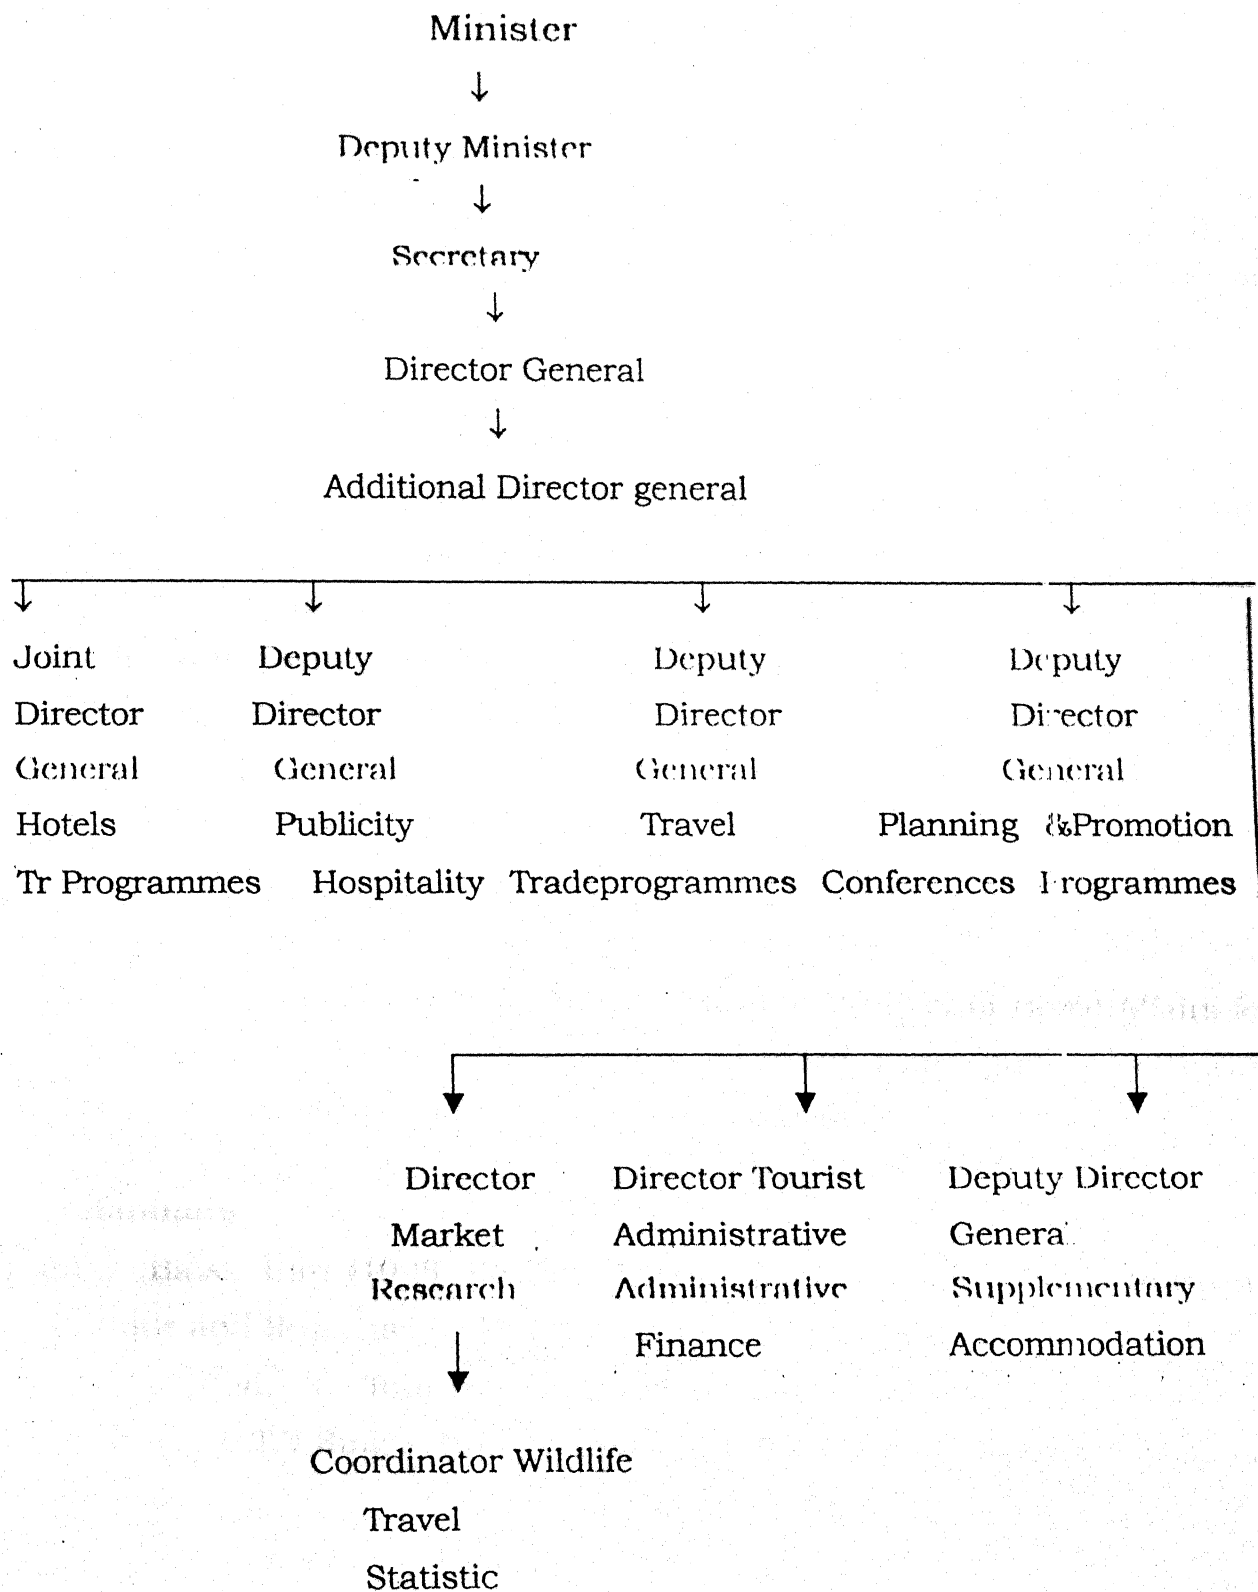 Minister
Deputy Minister
Secretary
Director General
Additional Director general
Joint Deputy Deputy Deputy
Director Director Director Director
General General General General
Hotels Publicity Travel Planning &Promotion
Tr Programmes Hospitality Tradeprogrammes Conferences Programmes
Director Director Tourist Deputy Director
Market Administrative Genera
Research Administrative Supplementary
Finance Accommodation
Coordinator Wildlife
Travel
Statistic